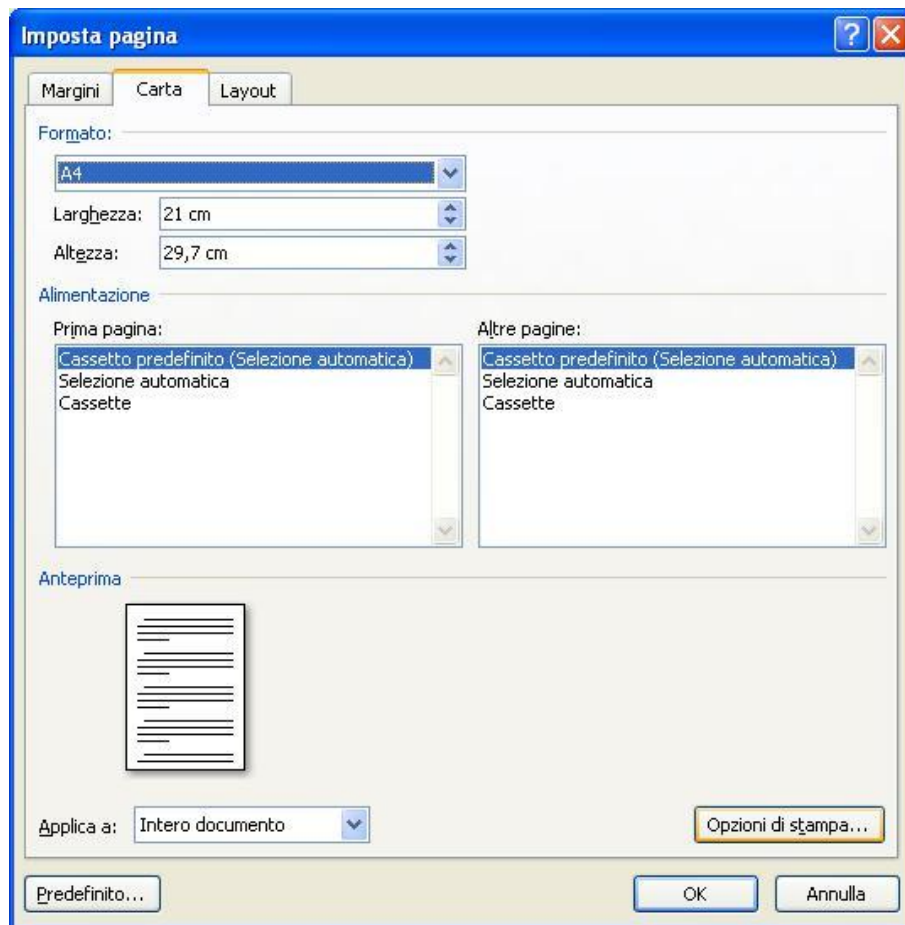 Imposta pagina
Margini Carta Layout
Formato:
A4
Larghezza: 21 cm
Altezza: 29,7 cm
Alimentazione
Prima pagina:
Cassetto predefinito (Selezione automatica)
Selezione automatica
Cassette
Altre pagine:
Cassetto predefinito (Selezione automatica)
Selezione automatica
Cassette
Anteprima
Applica a: Intero documento
Opzioni di stampa...
Predefinito...
OK
Annulla